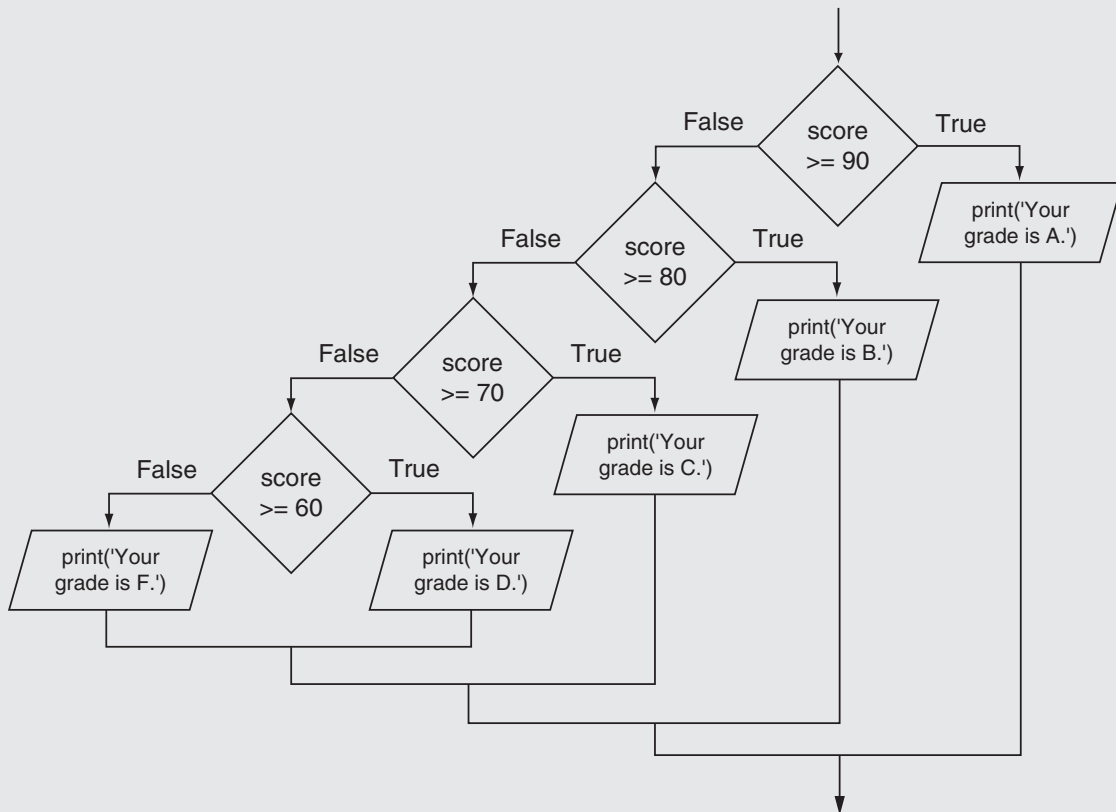 False
True
score
>= 90
print('Your
grade is A.')
False
True
score
>= 80
print('Your
grade is B.')
False
True
score
>= 70
print('Your
grade is C.')
False
True
score
>= 60
print('Your
grade is F.')
print('Your
grade is D.')